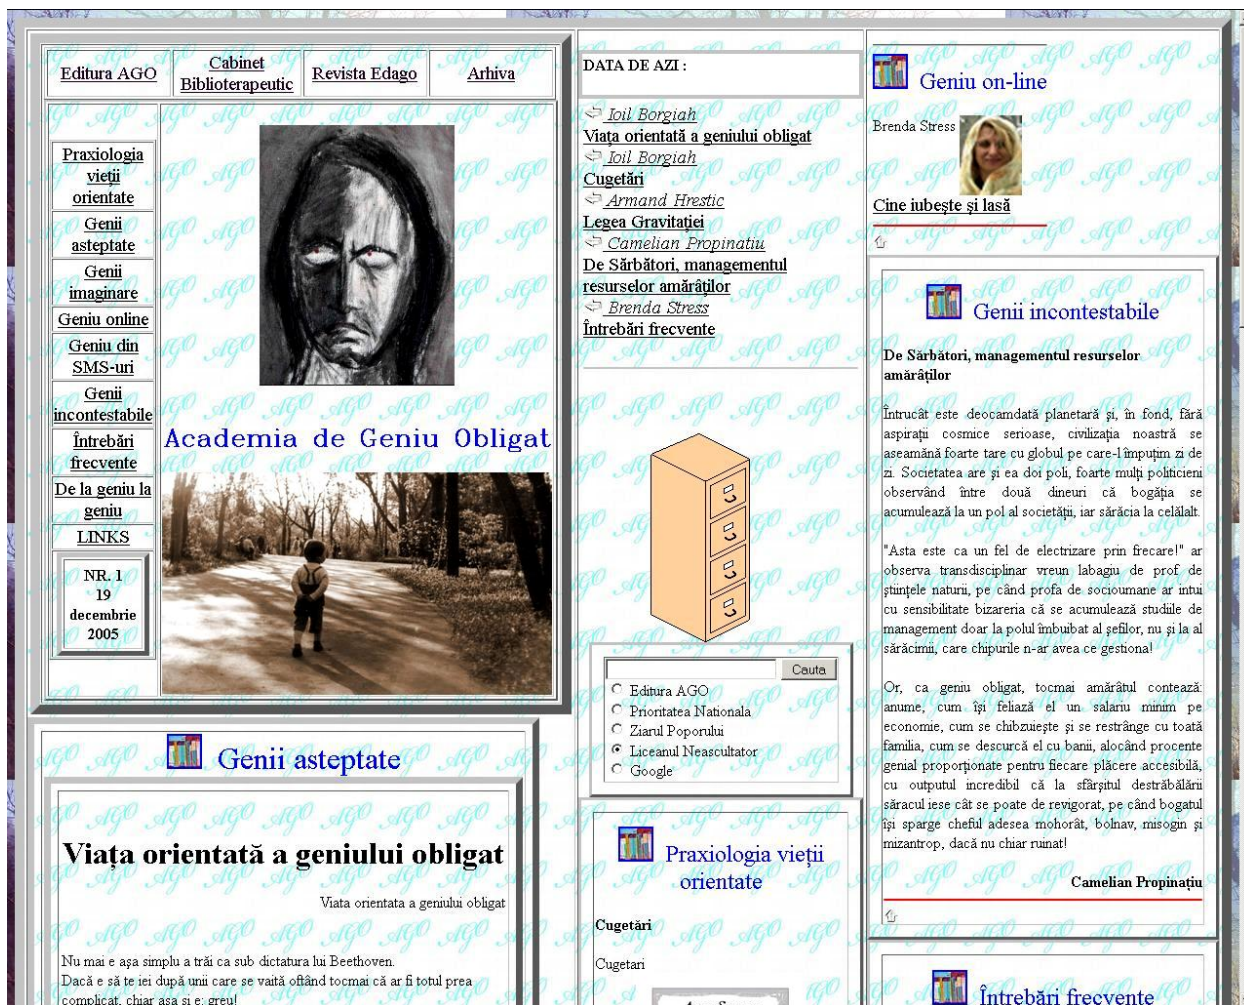 Editura AGO
Cabinet
Biblioterapeutic
Revista Edago
Arhiva
Praxiologia
vieții
orientate
Genii
asteptate
Genii
imaginare
Geniu online
Geniu din
SMS-uri
Genii
incontestabile
Întrebări
frecvente
De la geniu la
geniu
LINKS
NR. 1
19
decembrie
2005
Academia de Geniu Obligat
Genii asteptate
Viața orientată a geniului obligat
Viata orientata a geniului obligat
Nu mai e așa simplu a trăi ca sub dictatura lui Beethoven.
Dacă e să te iei după unii care se vaită oftând tocmai că ar fi totul prea
complicat, chiar așa și e: greu!
DATA DE AZI :
Ioil Borgiah
Viața orientată a geniului obligat
Ioil Borgiah
Cugetări
Armand Hrestic
Legea Gravitației
Camelian Propinatiu
De Sărbători, managementul
resurselor amărâților
Brenda Stress
Întrebări frecvente
Cauta
Editura AGO
Prioritatea Nationala
Ziarul Poporului
Liceanul Neascultator
Google
Praxiologia vieții
orientate
Cugetări
Cugetari
Geniu on-line
Brenda Stress
Cine iubește și lasă
Genii incontestabile
De Sărbători, managementul resurselor
amărâților
Întrucât este deocamdată planetară și, în fond, fără
aspirații cosmice serioase, civilizația noastră se
aseamănă foarte tare cu globul pe care-l împuțim zi de
zi. Societatea are și ea doi poli, foarte mulți politicieni
observând între două dineuri că bogăția se
acumulează la un pol al societății, iar sărăcia la celălalt.
"Asta este ca un fel de electrizare prin frecare!" ar
observa transdisciplinar vreun labagiu de prof de
științele naturii, pe când profa de socioumane ar intui
cu sensibilitate bizareria că se acumulează studiile de
management doar la polul îmbuibat al șefilor, nu și la al
sărăcimii, care chipurile n-ar avea ce gestiona!
Or, ca geniu obligat, tocmai amărâtul contează:
anume, cum își feliază el un salariu minim pe
economie, cum se chibzuiește și se restrânge cu toată
familia, cum se descurcă el cu banii, alocând procente
genial proporționate pentru fiecare plăcere accesibilă,
cu outputul incredibil că la sfârșitul destrăbălării
săracul iese cât se poate de revigorat, pe când bogatul
își sparge cheful adesea mohorât, bolnav, misogin și
mizantrop, dacă nu chiar ruinat!
Camelian Propinațiu
Întrebări frecvente